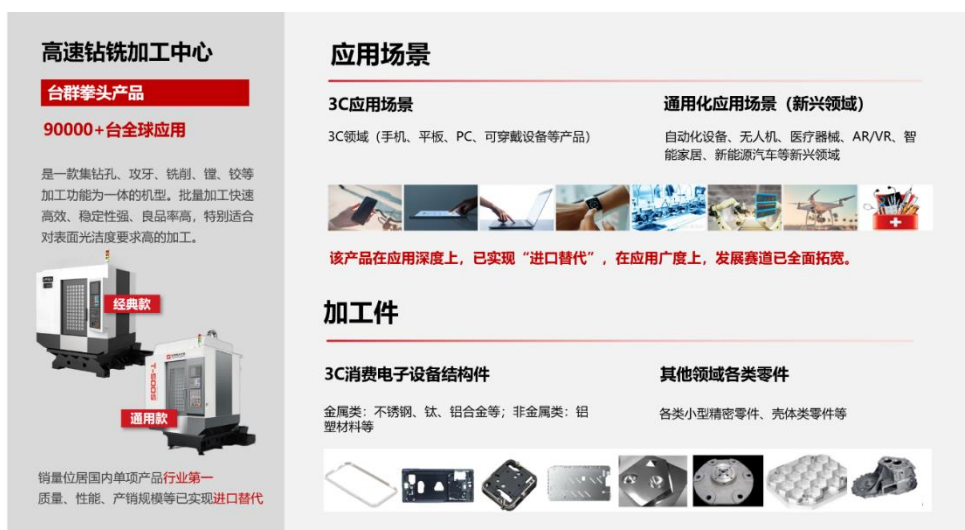 高速钻铣加工中心
台群拳头产品
90000+台全球应用
是一款集钻孔、攻牙、铣削、镗、铰等
加工功能为一体的机型。批量加工快速
高效、稳定性强、良品率高，特别适合
对表面光洁度要求高的加工。
经典款
T-500S
通用款
销量位居国内单项产品行业第一
质量、性能、产销规模等已实现进口替代
应用场景
3C应用场景
3C领域（手机、平板、PC、可穿戴设备等产品）
通用化应用场景（新兴领域）
自动化设备、无人机、医疗器械、AR/VR、智
能家居、新能源汽车等新兴领域
该产品在应用深度上，已实现“进口替代”，在应用广度上，发展赛道已全面拓宽。
加工件
3C消费电子设备结构件
金属类：不锈钢、钛、铝合金等；非金属类：铝
塑材料等
其他领域各类零件
各类小型精密零件、壳体类零件等